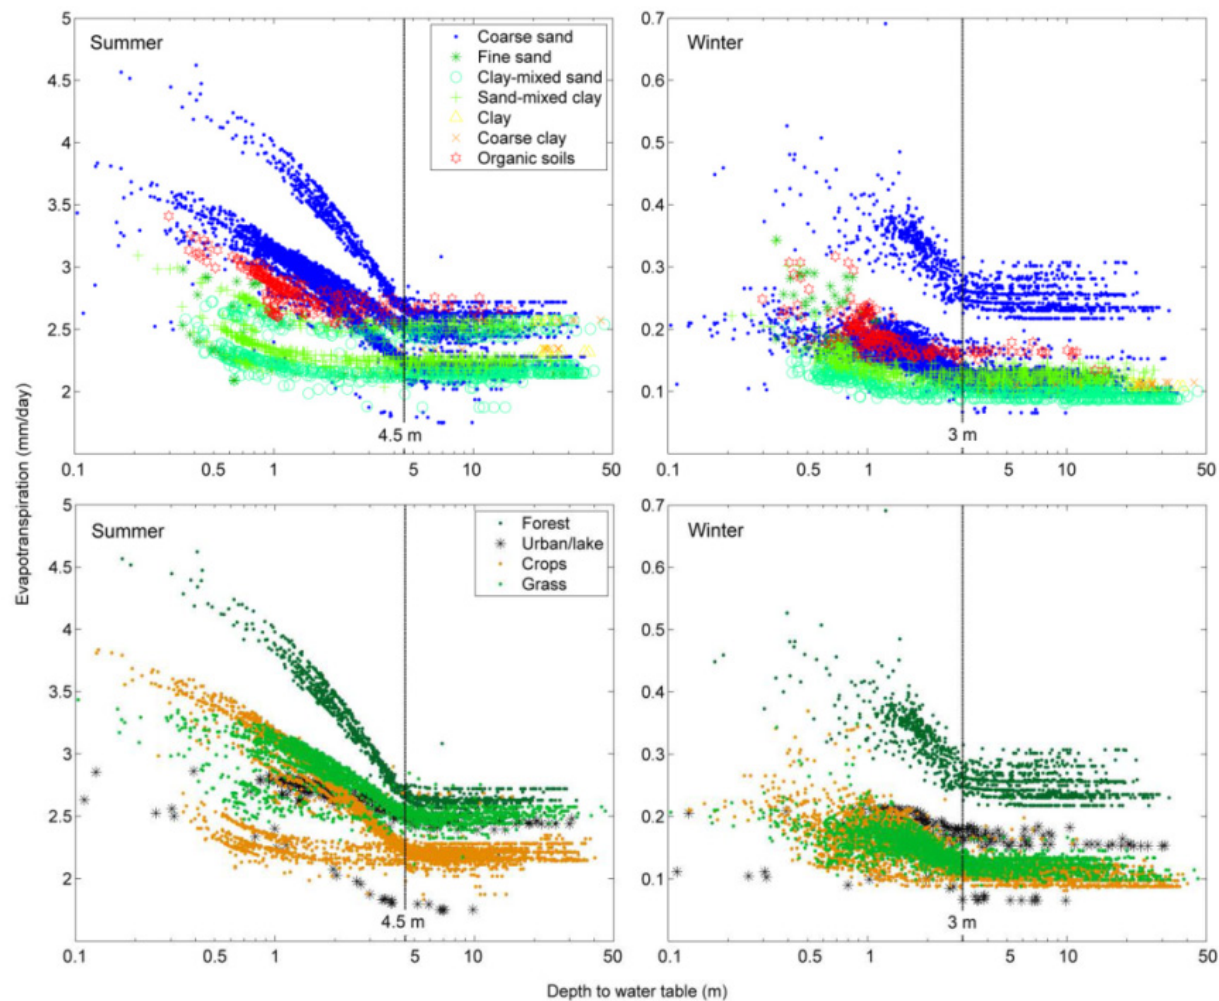 5
4.5
4
3.5
3
2.5
2
Summer
Coarse sand
Fine sand
Clay-mixed sand
Sand-mixed clay
Clay
Coarse clay
Organic soils
4.5 m
0.1 0.5 1 5 10 50
0.7
0.6
0.5
0.4
0.3
0.2
0.1
Winter
3 m
0.1 0.5 1 5 10 50
Evapotranspiration (mm/day)
5
4.5
4
3.5
3
2.5
2
Summer
Forest
Urban/lake
Crops
Grass
4.5 m
0.1 0.5 1 5 10 50
0.7
0.6
0.5
0.4
0.3
0.2
0.1
Winter
3 m
0.1 0.5 1 5 10 50
Depth to water table (m)